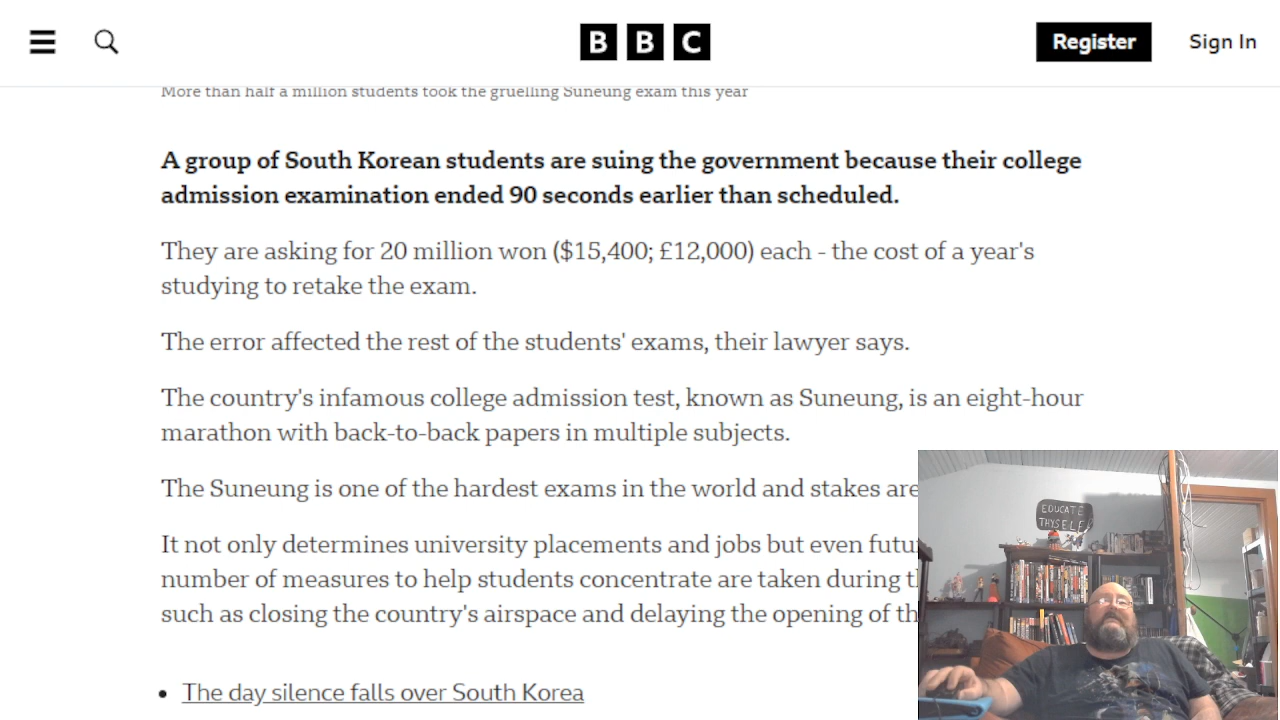 BBC
Register
Sign In
More than half a million students took the gruelling Suneung exam this year
A group of South Korean students are suing the government because their college
admission examination ended 90 seconds earlier than scheduled.
They are asking for 20 million won ($15,400; £12,000) each - the cost of a year's
studying to retake the exam.
The error affected the rest of the students' exams, their lawyer says.
The country's infamous college admission test, known as Suneung, is an eight-hour
marathon with back-to-back papers in multiple subjects.
The Suneung is one of the hardest exams in the world and stakes are
It not only determines university placements and jobs but even futu
number of measures to help students concentrate are taken during t
such as closing the country's airspace and delaying the opening of th
• The day silence falls over South Korea
EDUCATE
THYSELF